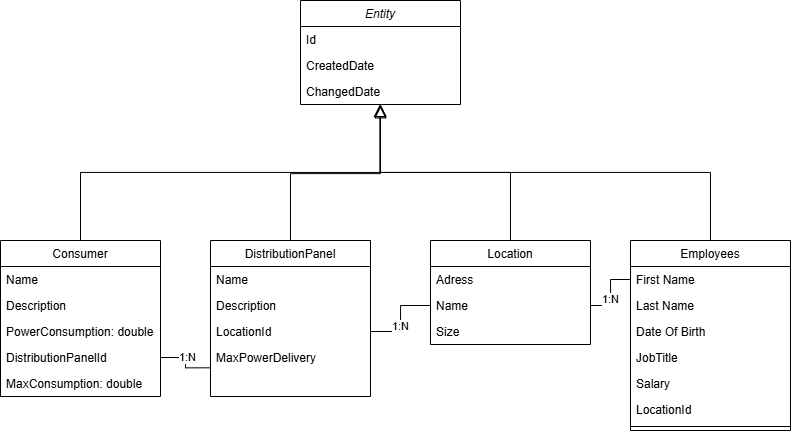 Entity
Id
CreatedDate
ChangedDate
Consumer
Name
Description
PowerConsumption: double
DistributionPanelId
MaxConsumption: double
1:N
DistributionPanel
Name
Description
LocationId
MaxPowerDelivery
1:N
Location
Adress
Name
Size
1:N
Employees
First Name
Last Name
Date Of Birth
JobTitle
Salary
LocationId